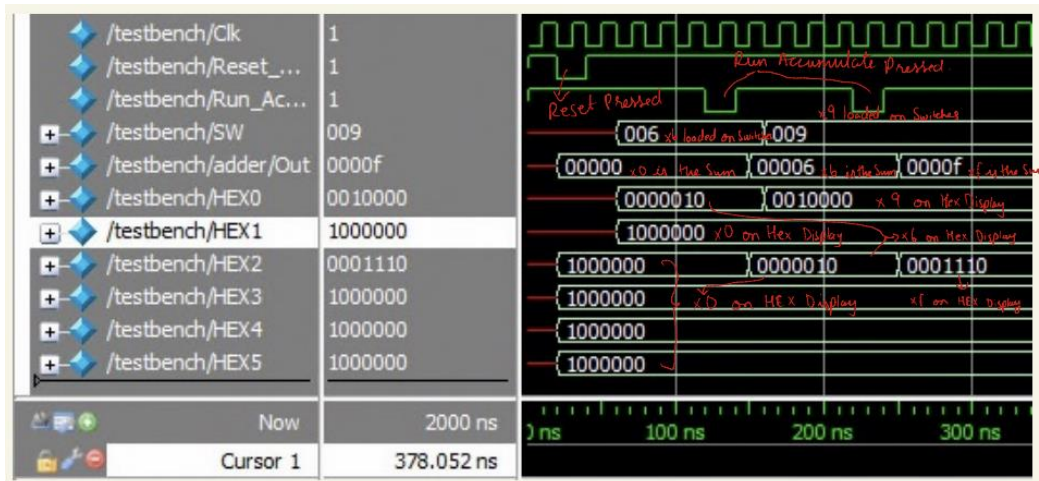 /testbench/Clk 1
/testbench/Reset_... 1
Run Accumulate Pressed.
/testbench/Run_Ac... 1
Reset Pressed
x9 loaded on Switches
/testbench/SW 009 006 x6 loaded on Switches 009
/testbench/adder/Out 0000f 00000 x0 is the Sum 00006 x6 is the Sum 0000f xf is the Sum
/testbench/HEX0 0010000 0000010 0010000 x9 on Hex Display
/testbench/HEX1 1000000 1000000 x0 on Hex Display x6 on Hex Display
/testbench/HEX2 0001110 1000000 0000010 0001110
/testbench/HEX3 1000000 1000000 x0 on HEX Display xf on HEX Display
/testbench/HEX4 1000000 1000000
/testbench/HEX5 1000000 1000000
Now 2000 ns ns 100 ns 200 ns 300 ns
Cursor 1 378.052 ns